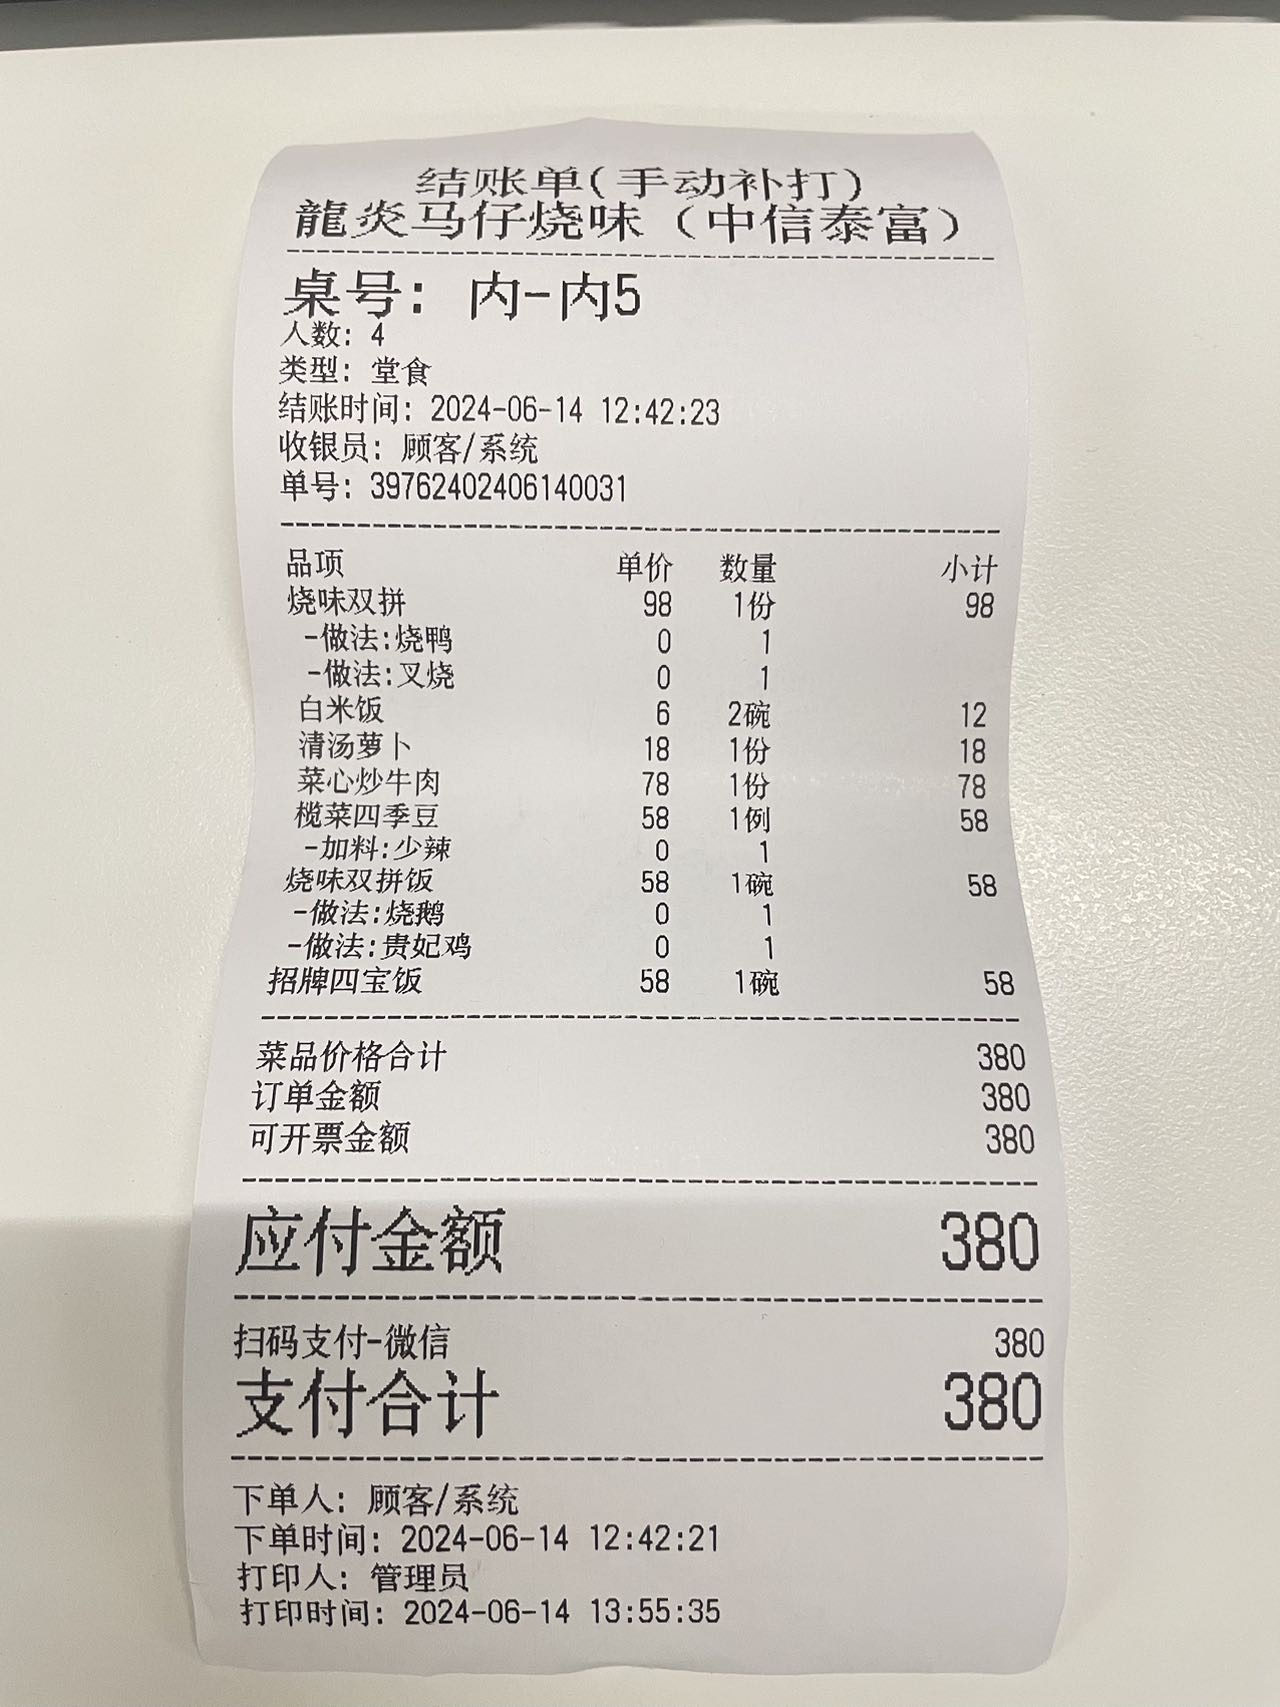 结账单(手动补打)
龍炎马仔烧味（中信泰富）
桌号: 内-内5
人数: 4
类型: 堂食
结账时间: 2024-06-14 12:42:23
收银员: 顾客/系统
单号: 39762402406140031
品项 单价 数量 小计
烧味双拼 98 1份 98
-做法:烧鸭 0 1
-做法:叉烧 0 1
白米饭 6 2碗 12
清汤萝卜 18 1份 18
菜心炒牛肉 78 1份 78
榄菜四季豆 58 1例 58
-加料:少辣 0 1
烧味双拼饭 58 1碗 58
-做法:烧鹅 0 1
-做法:贵妃鸡 0 1
招牌四宝饭 58 1碗 58
菜品价格合计 380
订单金额 380
可开票金额 380
应付金额 380
扫码支付-微信 380
支付合计 380
下单人: 顾客/系统
下单时间: 2024-06-14 12:42:21
打印人: 管理员
打印时间: 2024-06-14 13:55:35